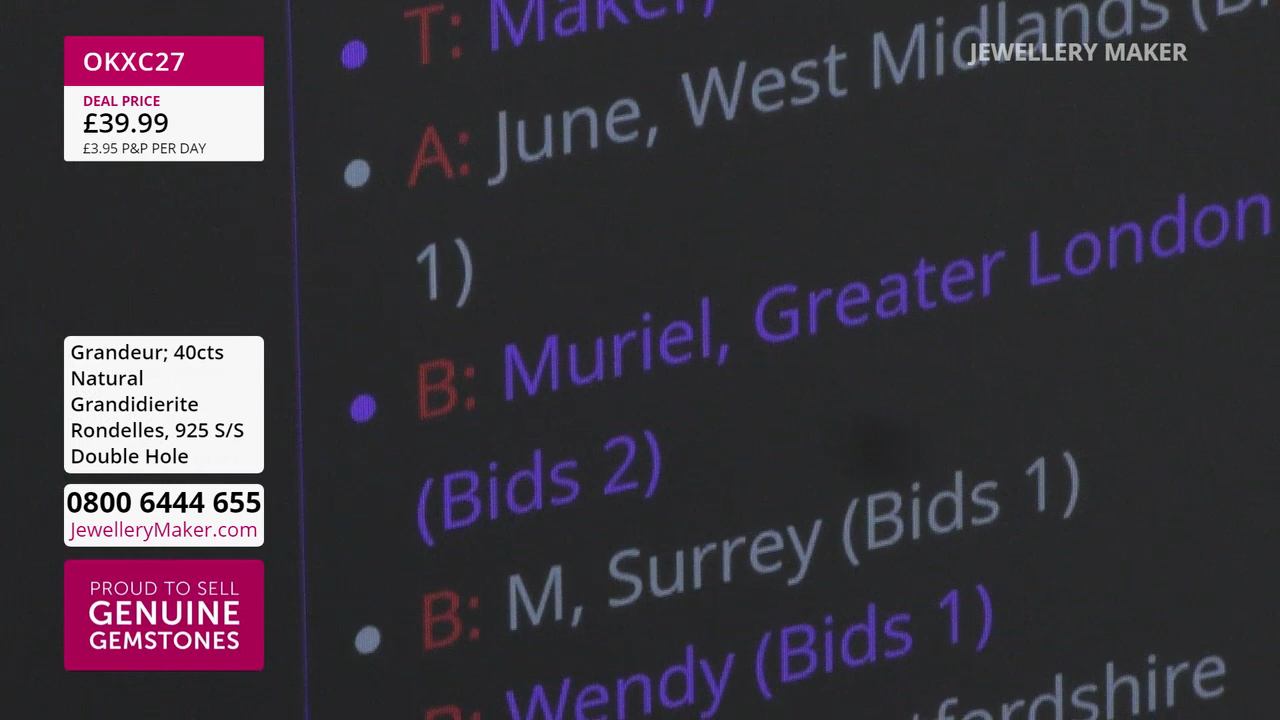 OKXC27
DEAL PRICE
£39.99
£3.95 P&P PER DAY
Grandeur; 40cts
Natural
Grandidierite
Rondelles, 925 S/S
Double Hole
0800 6444 655
JewelleryMaker.com
PROUD TO SELL
GENUINE
GEMSTONES
JEWELLERY MAKER
T:
A: June, West Midlands
1)
B: Muriel, Greater London
(Bids 2)
B: M, Surrey (Bids 1)
Wendy (Bids 1)